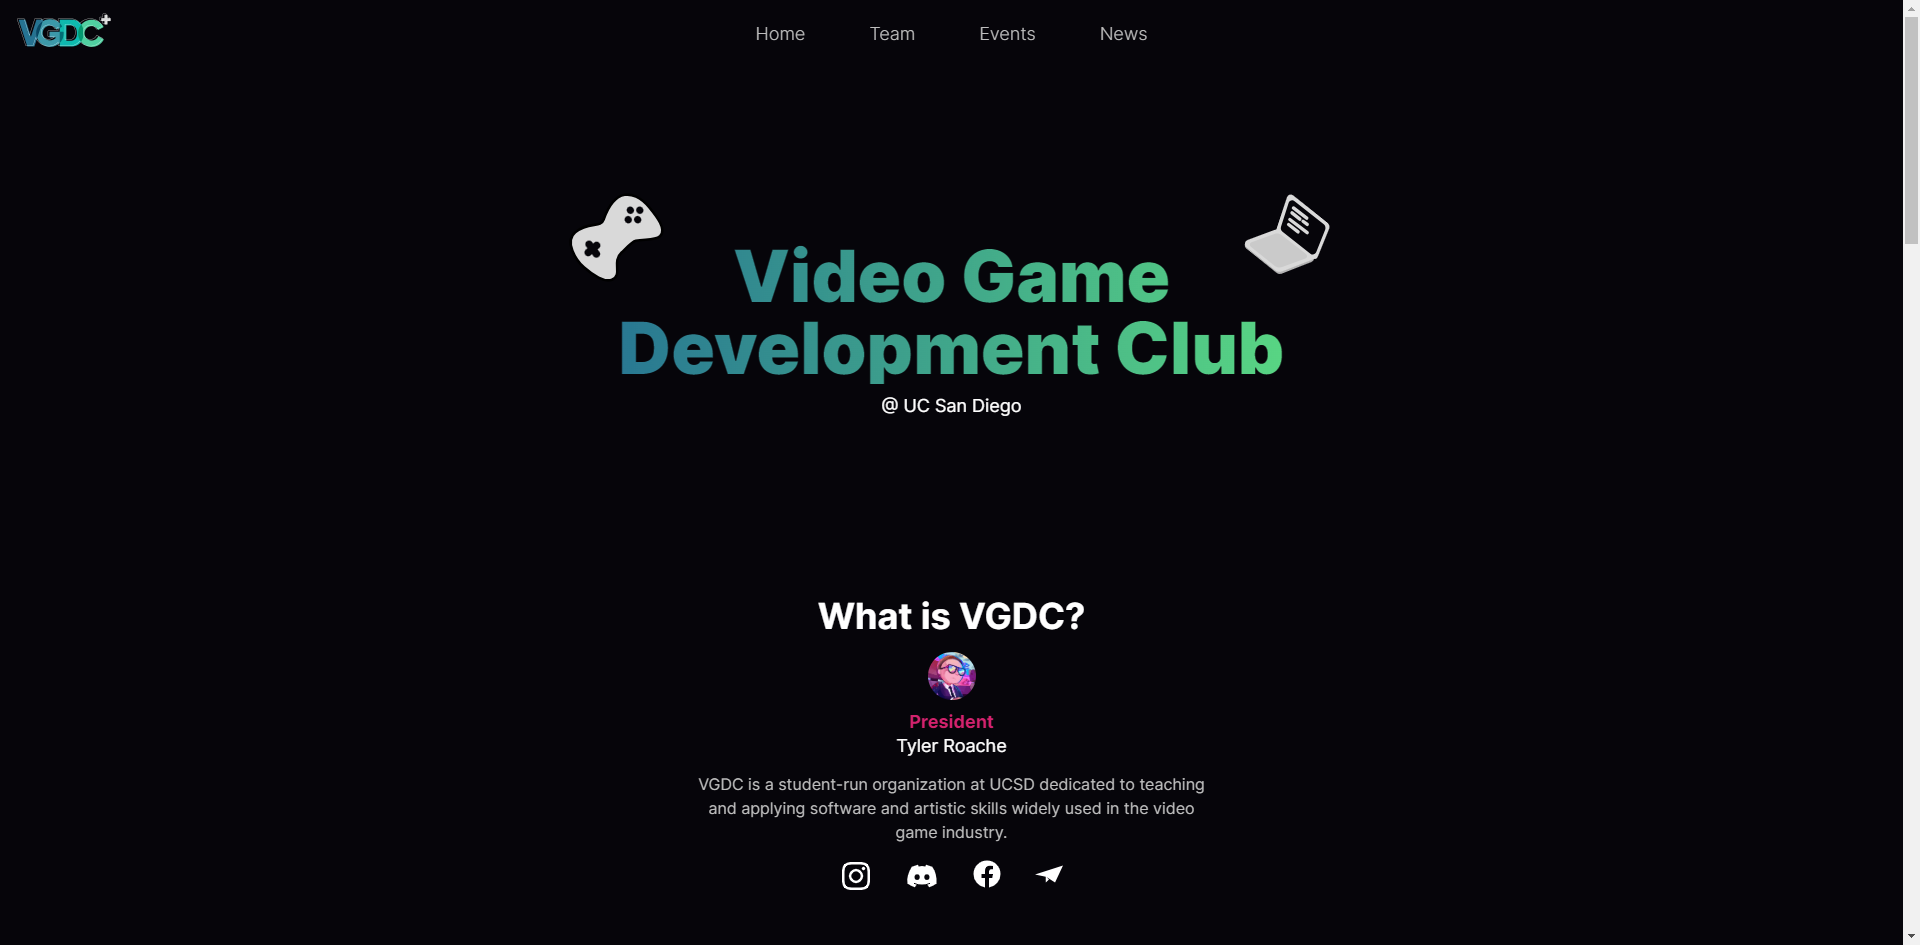 VGDC+
Home
Team
Events
News
Video Game
Development Club
@ UC San Diego
What is VGDC?
President
Tyler Roache
VGDC is a student-run organization at UCSD dedicated to teaching
and applying software and artistic skills widely used in the video
game industry.